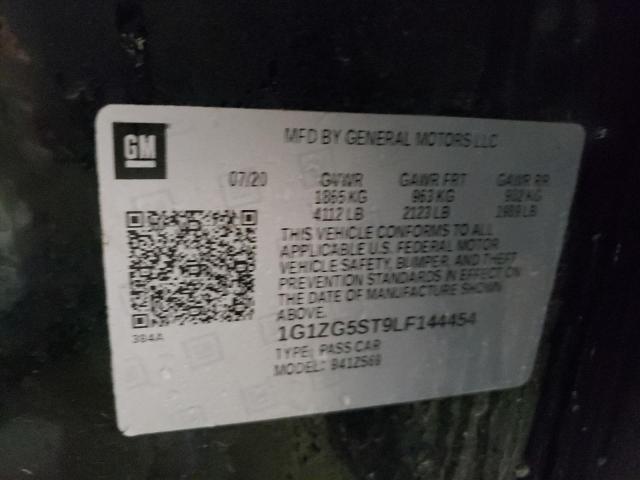 GM
MFD BY GENERAL MOTORS LLC
07/20 GVWR GAWR FRT GAWR RR
1865 KG 963 KG 902 KG
4112 LB 2123 LB 1989 LB
THIS VEHICLE CONFORMS TO ALL
APPLICABLE U.S. FEDERAL MOTOR
VEHICLE SAFETY, BUMPER, AND THEFT
PREVENTION STANDARDS IN EFFECT ON
THE DATE OF MANUFACTURE SHOWN
ABOVE.
384A
1G1ZG5ST9LF144454
TYPE: PASS CAR
MODEL: B41ZS69